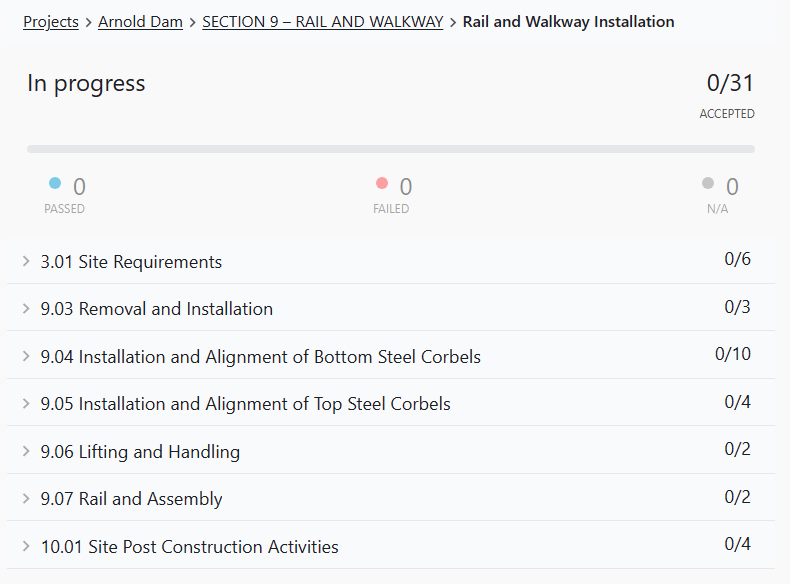 Projects > Arnold Dam > SECTION 9 – RAIL AND WALKWAY > Rail and Walkway Installation
In progress 0/31
ACCEPTED
0 0 0
PASSED FAILED N/A
3.01 Site Requirements 0/6
9.03 Removal and Installation 0/3
9.04 Installation and Alignment of Bottom Steel Corbels 0/10
9.05 Installation and Alignment of Top Steel Corbels 0/4
9.06 Lifting and Handling 0/2
9.07 Rail and Assembly 0/2
10.01 Site Post Construction Activities 0/4